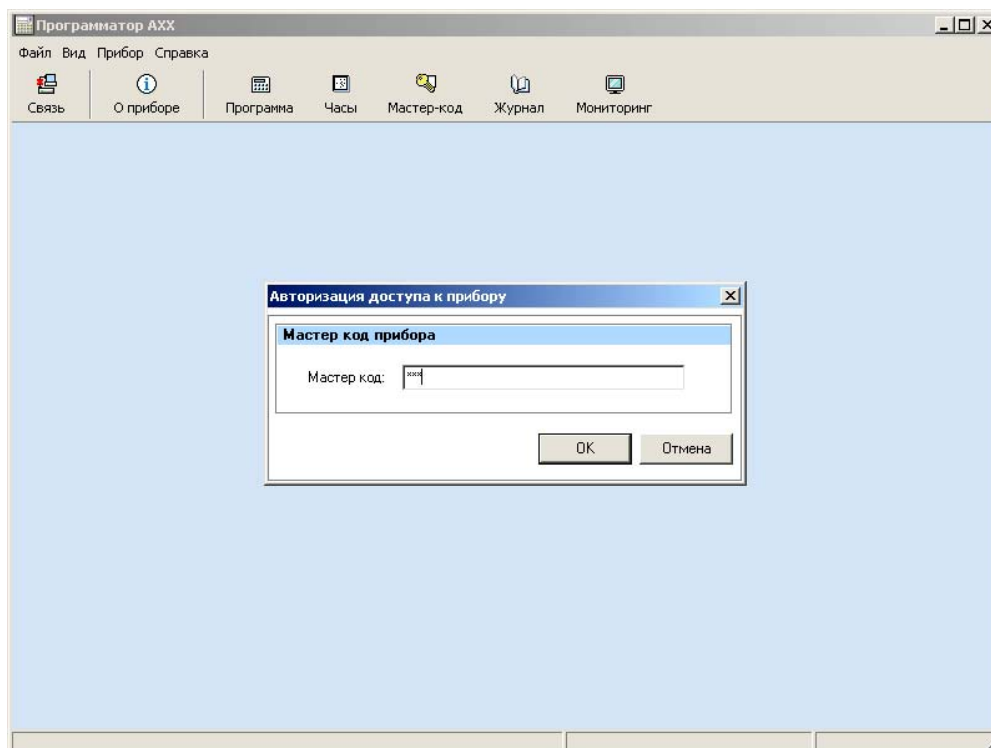 Программатор АХХ
Файл Вид Прибор Справка
Связь О приборе Программа Часы Мастер-код Журнал Мониторинг
Авторизация доступа к прибору
Мастер код прибора
Мастер код: ***
OK Отмена